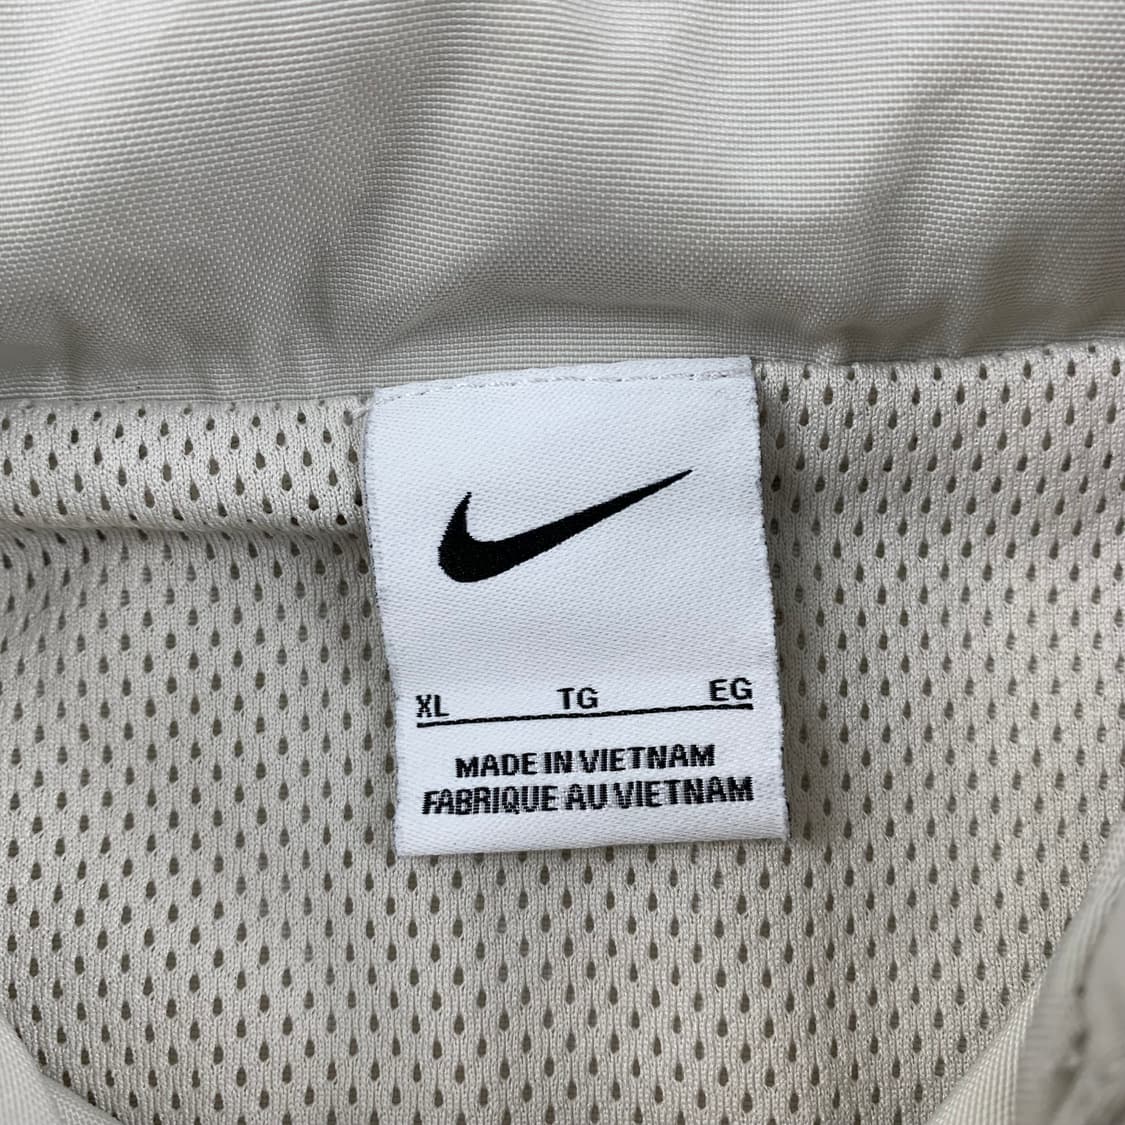 XL TG EG
MADE IN VIETNAM
FABRIQUE AU VIETNAM